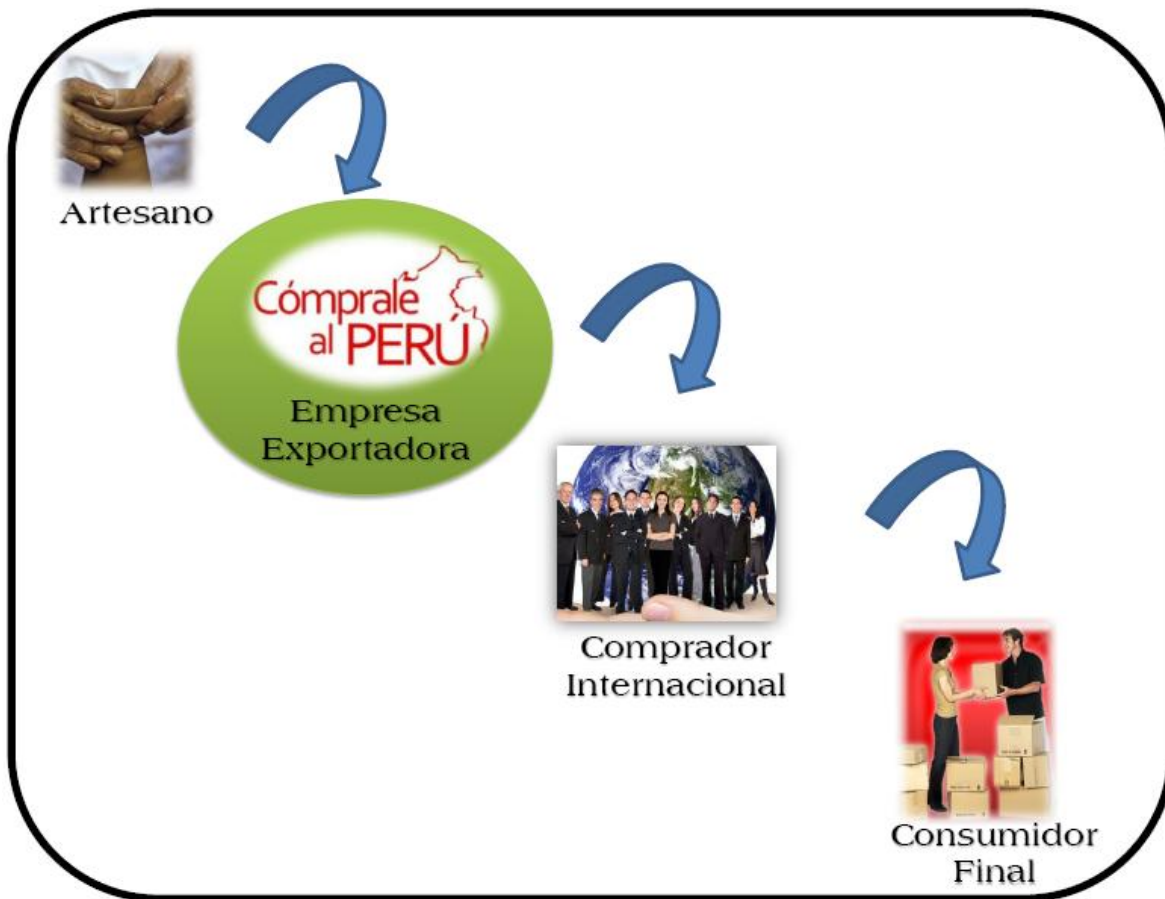 Artesano
Cómprale
al PERÚ
Empresa
Exportadora
Comprador
Internacional
Consumidor
Final